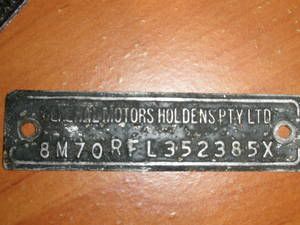 GENERAL MOTORS HOLDENS PTY LTD
8M70RFL352385X